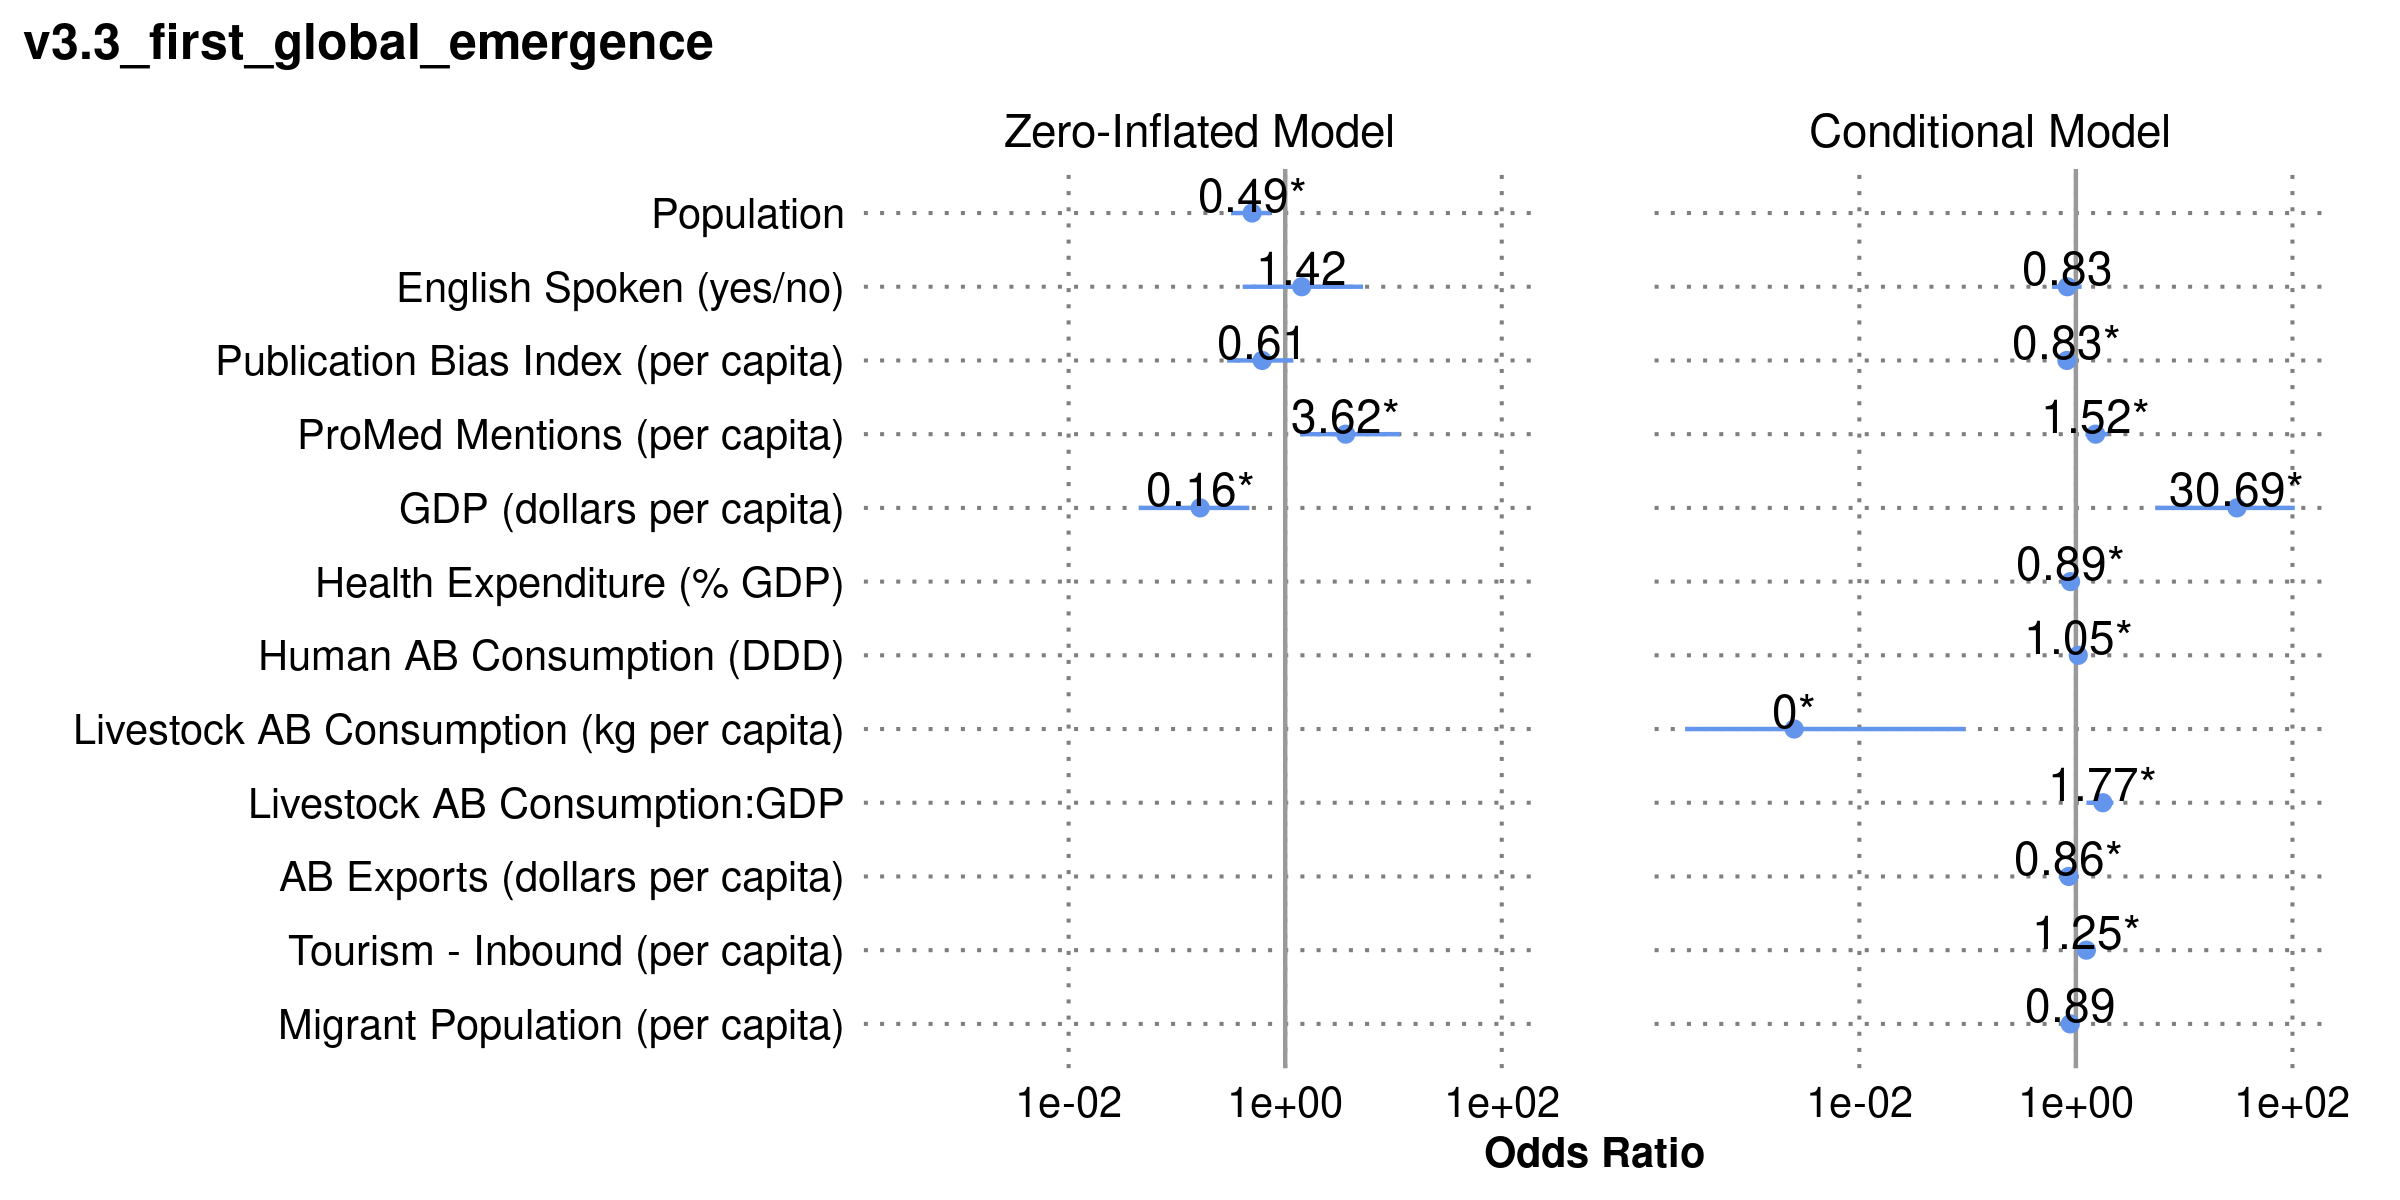 v3.3_first_global_emergence
Zero-Inflated Model Conditional Model
Population 0.49*
English Spoken (yes/no) 1.42 0.83
Publication Bias Index (per capita) 0.61 0.83*
ProMed Mentions (per capita) 3.62* 1.52*
GDP (dollars per capita) 0.16* 30.69*
Health Expenditure (% GDP) 0.89*
Human AB Consumption (DDD) 1.05*
Livestock AB Consumption (kg per capita) 0*
Livestock AB Consumption:GDP 1.77*
AB Exports (dollars per capita) 0.86*
Tourism - Inbound (per capita) 1.25*
Migrant Population (per capita) 0.89
1e-02 1e+00 1e+02 1e-02 1e+00 1e+02
Odds Ratio